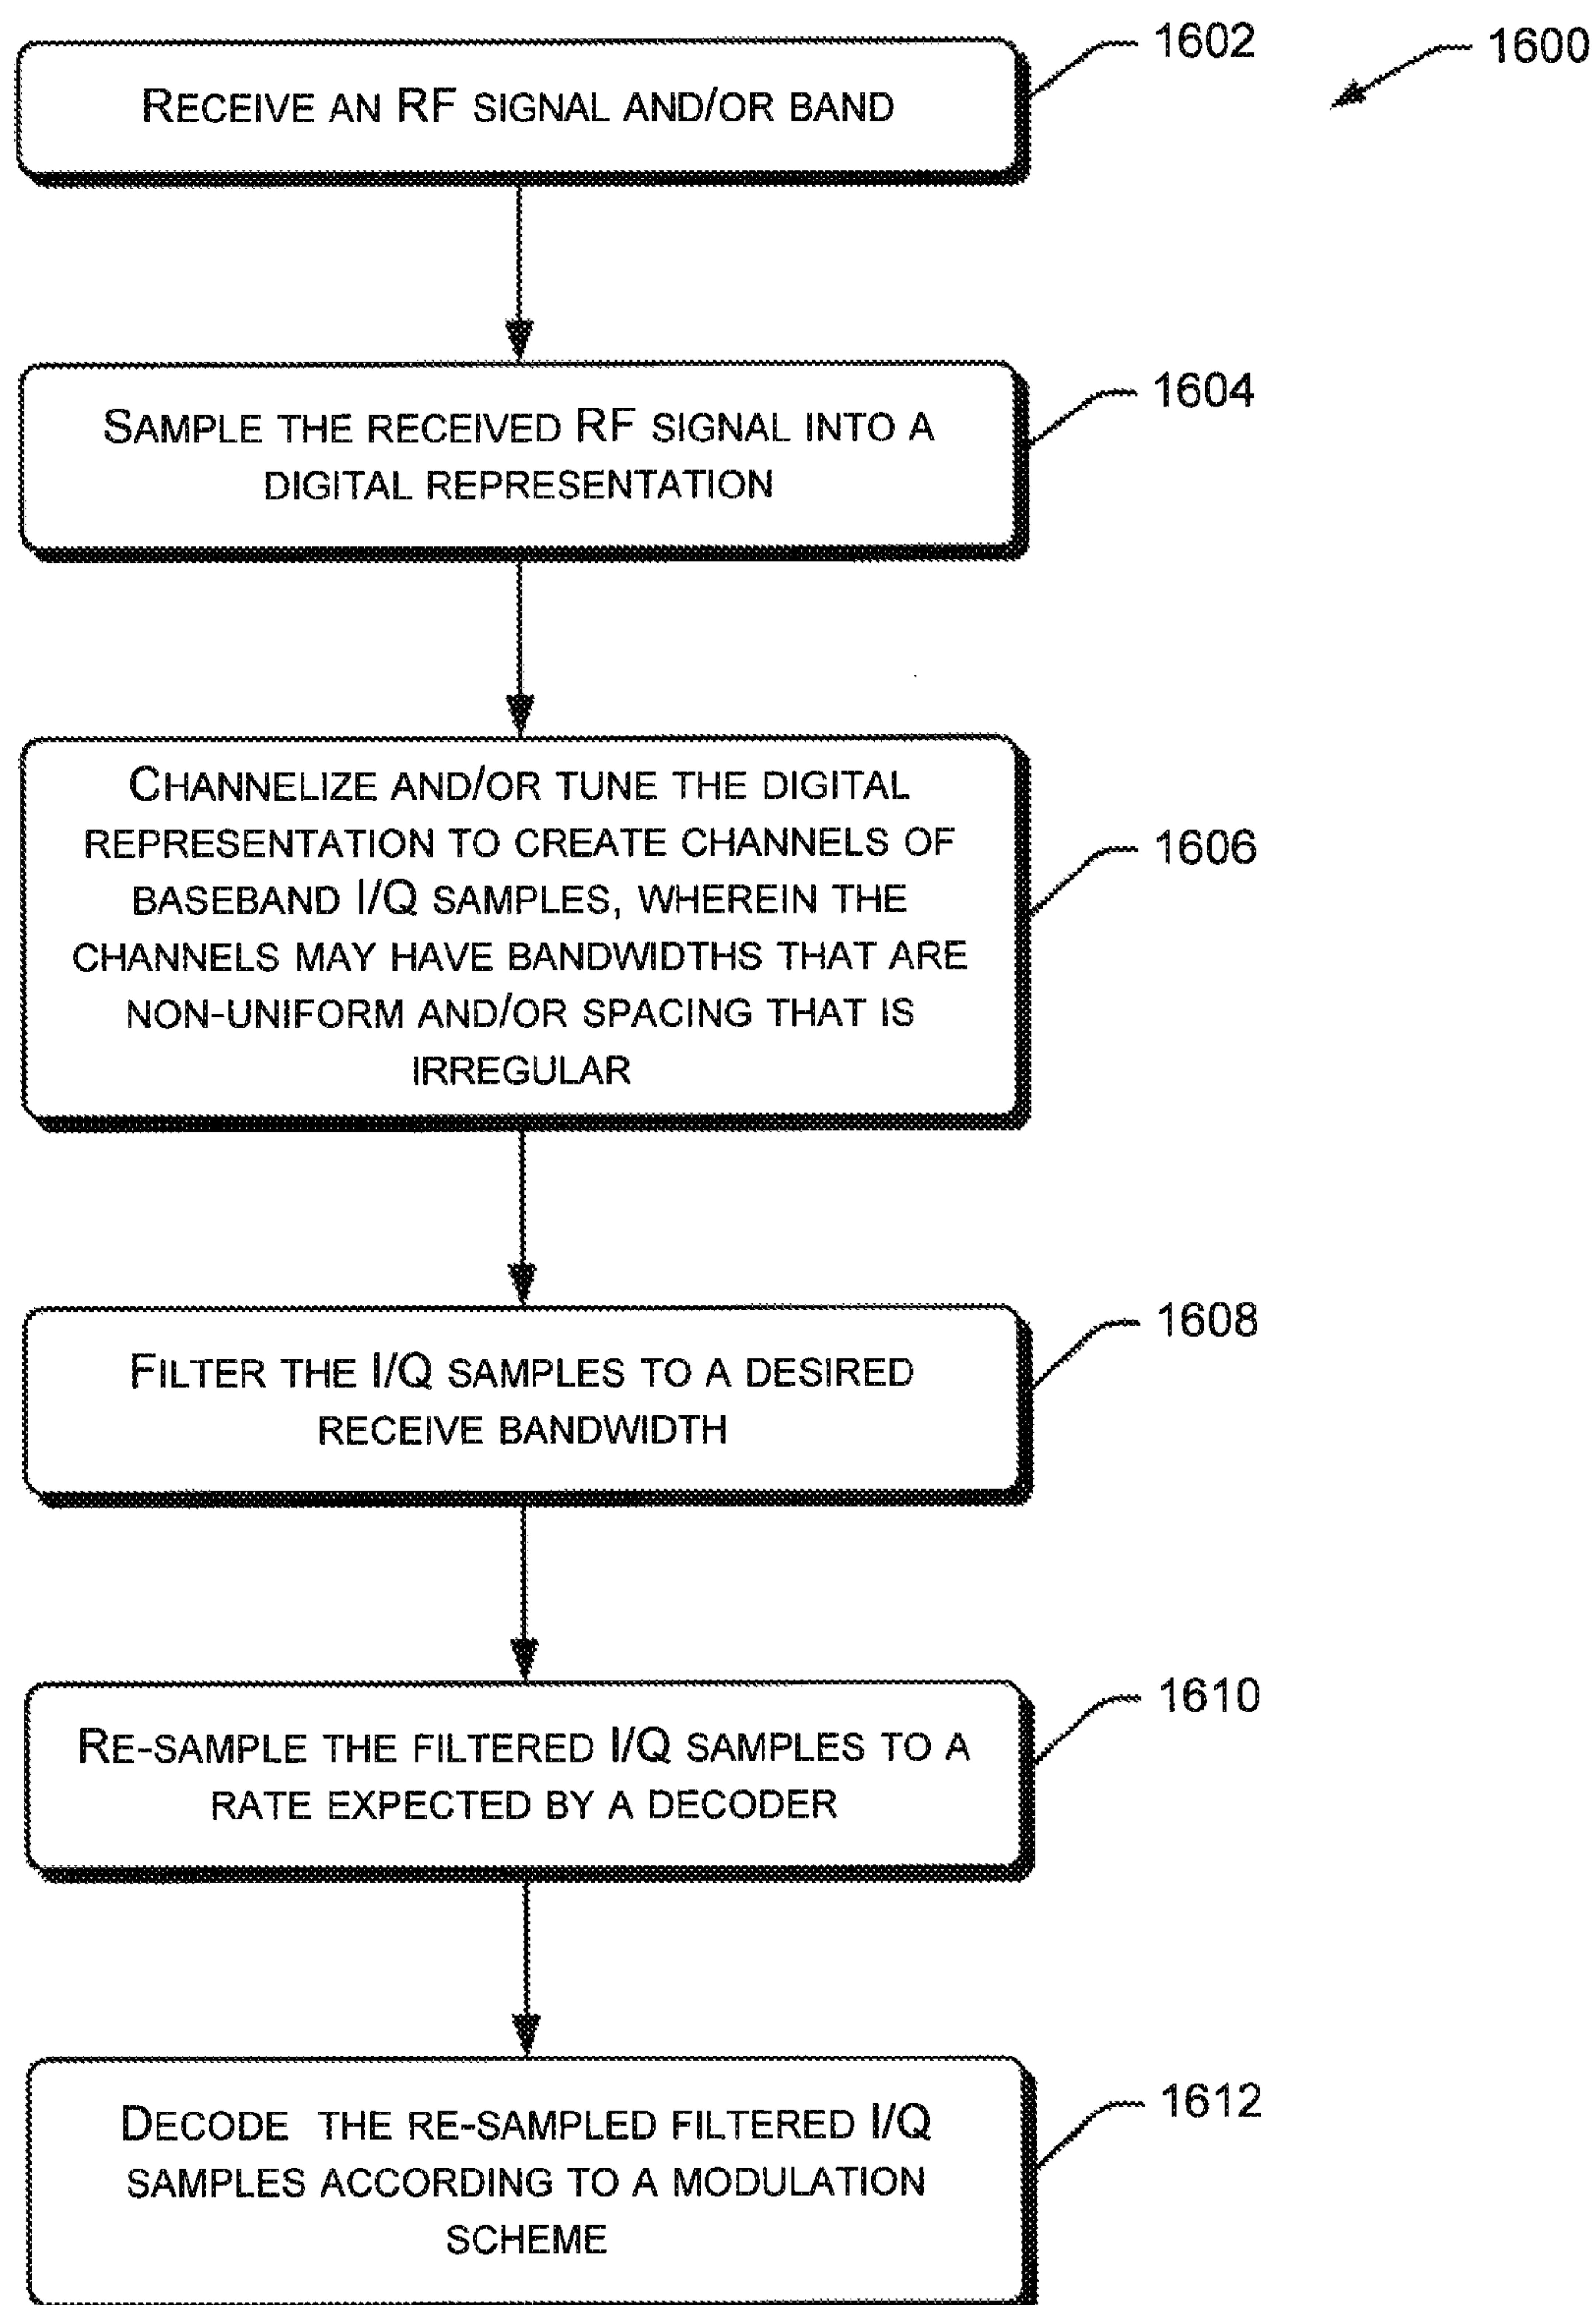 1602
1600
RECEIVE AN RF SIGNAL AND/OR BAND
1604
SAMPLE THE RECEIVED RF SIGNAL INTO A
DIGITAL REPRESENTATION
CHANNELIZE AND/OR TUNE THE DIGITAL
REPRESENTATION TO CREATE CHANNELS OF
1606
BASEBAND I/Q SAMPLES, WHEREIN THE
CHANNELS MAY HAVE BANDWIDTHS THAT ARE
NON-UNIFORM AND/OR SPACING THAT IS
IRREGULAR
1608
FILTER THE I/Q SAMPLES TO A DESIRED
RECEIVE BANDWIDTH
1610
RE-SAMPLE THE FILTERED I/Q SAMPLES TO A
RATE EXPECTED BY A DECODER
1612
DECODE THE RE-SAMPLED FILTERED I/Q
SAMPLES ACCORDING TO A MODULATION
SCHEME